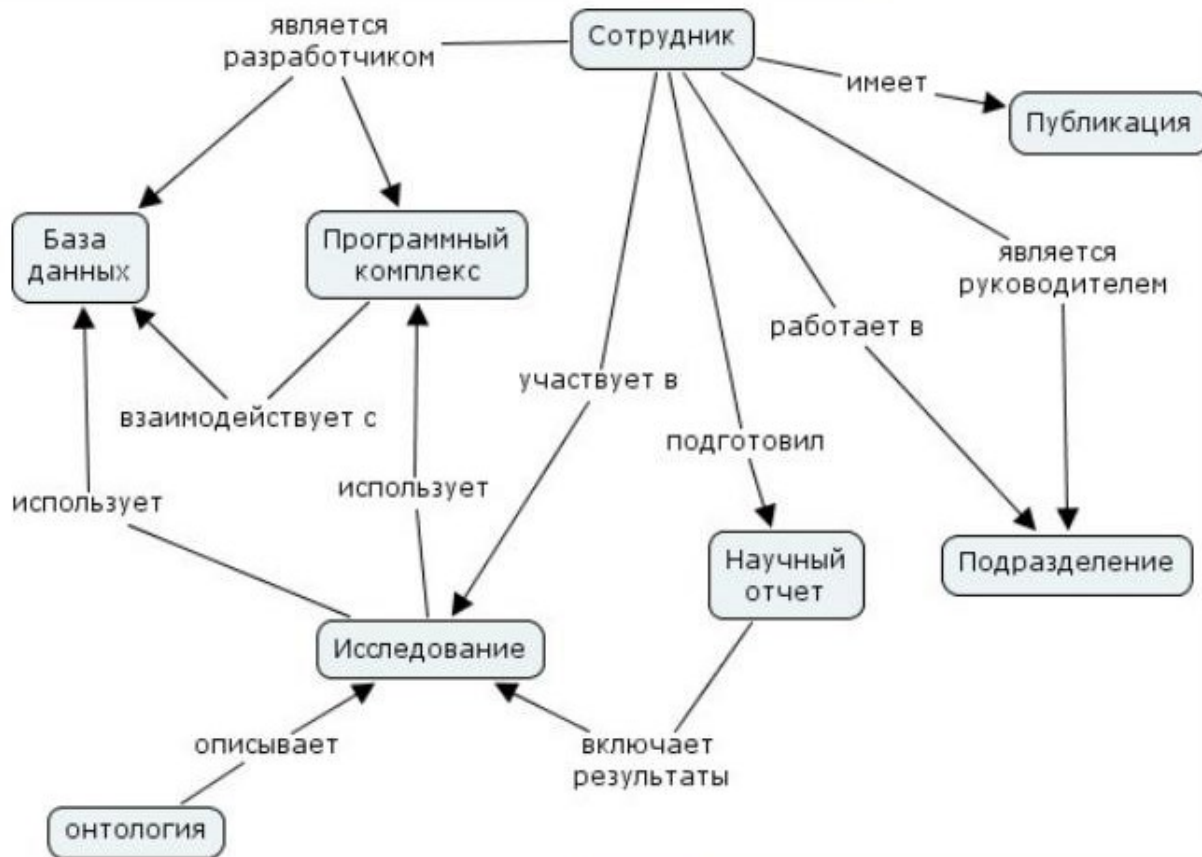 является
разработчиком
Сотрудник
имеет
Публикация
База
данных
Программный
комплекс
является
руководителем
работает в
участвует в
взаимодействует с
подготовил
использует
использует
Научный
отчет
Подразделение
Исследование
описывает
включает
результаты
онтология